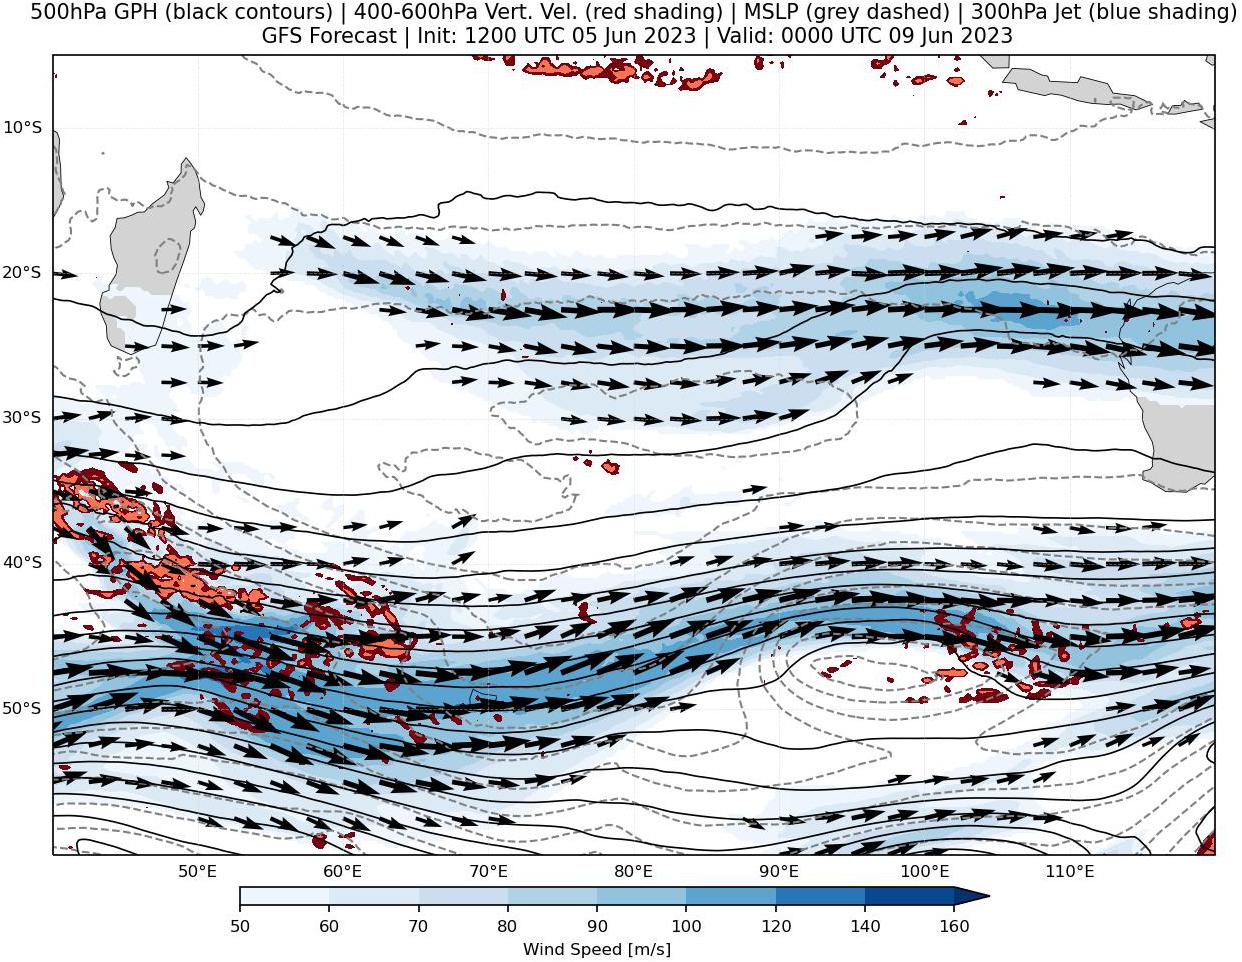 500hPa GPH (black contours) | 400-600hPa Vert. Vel. (red shading) | MSLP (grey dashed) | 300hPa Jet (blue shading)
GFS Forecast | Init: 1200 UTC 05 Jun 2023 | Valid: 0000 UTC 09 Jun 2023
10°S
20°S
30°S
40°S
50°S
50°E 60°E 70°E 80°E 90°E 100°E 110°E
50 60 70 80 90 100 120 140 160
Wind Speed [m/s]